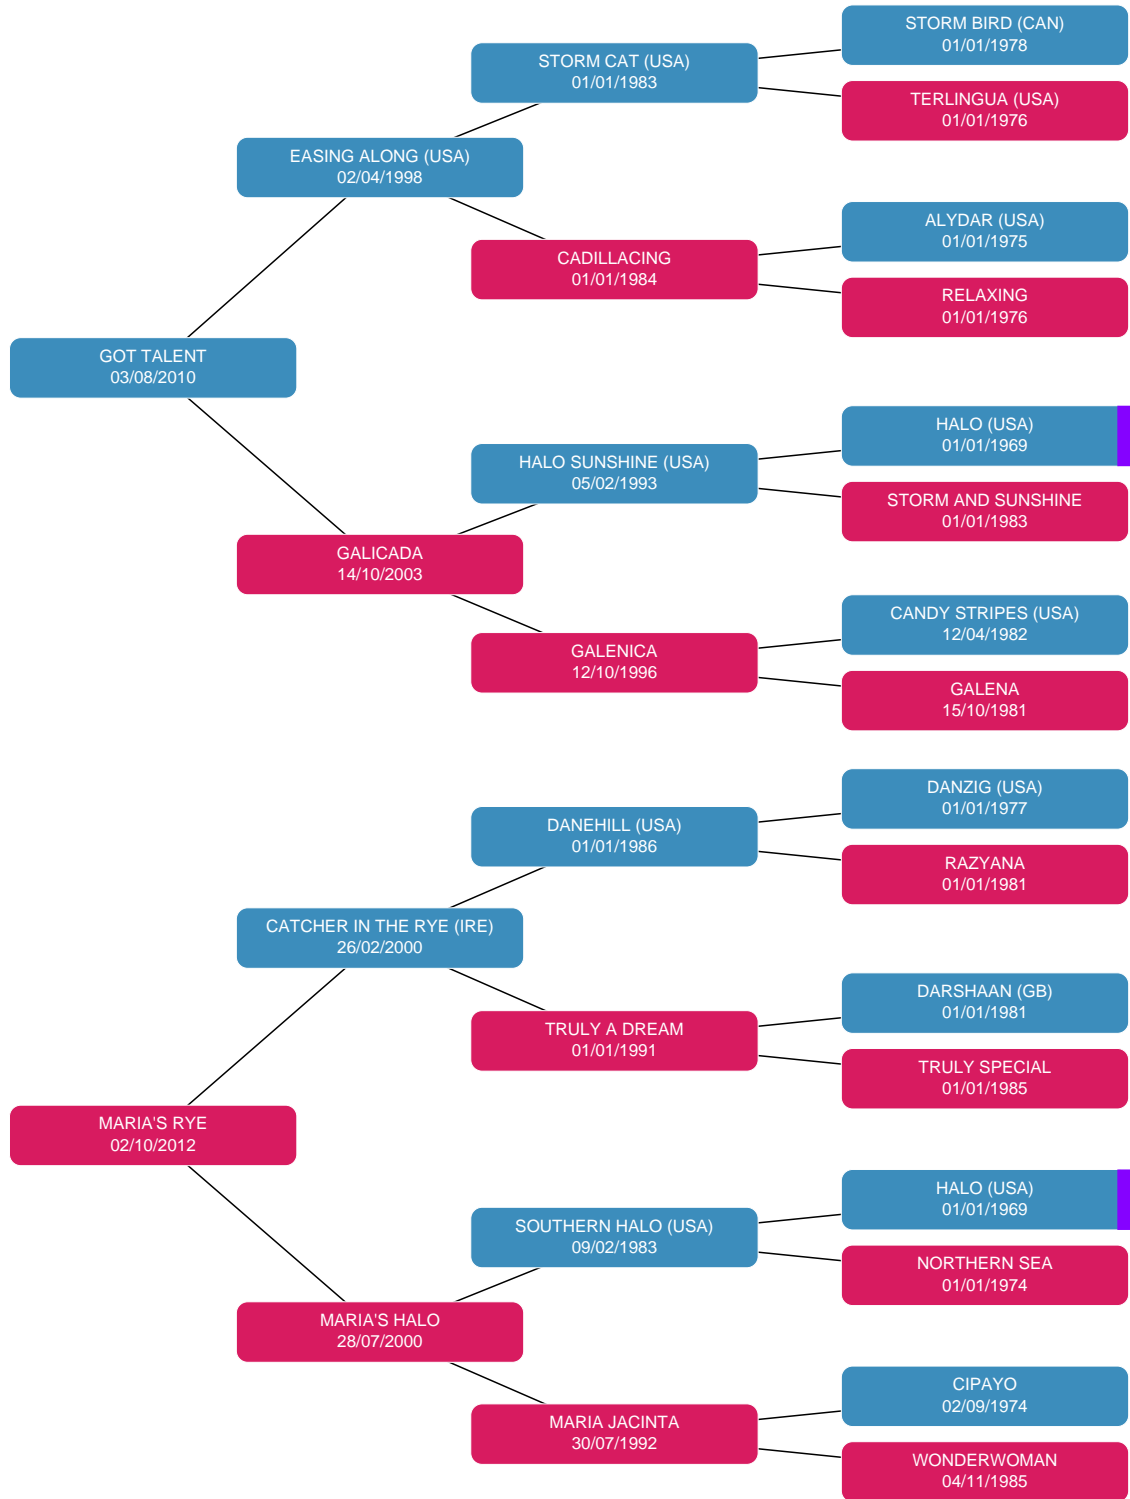 STORM BIRD (CAN)
01/01/1978
STORM CAT (USA)
01/01/1983
TERLINGUA (USA)
01/01/1976
EASING ALONG (USA)
02/04/1998
ALYDAR (USA)
01/01/1975
CADILLACING
01/01/1984
RELAXING
01/01/1976
GOT TALENT
03/08/2010
HALO (USA)
01/01/1969
HALO SUNSHINE (USA)
05/02/1993
STORM AND SUNSHINE
01/01/1983
GALICADA
14/10/2003
CANDY STRIPES (USA)
12/04/1982
GALENICA
12/10/1996
GALENA
15/10/1981
DANZIG (USA)
01/01/1977
DANEHILL (USA)
01/01/1986
RAZYANA
01/01/1981
CATCHER IN THE RYE (IRE)
26/02/2000
DARSHAAN (GB)
01/01/1981
TRULY A DREAM
01/01/1991
TRULY SPECIAL
01/01/1985
MARIA'S RYE
02/10/2012
HALO (USA)
01/01/1969
SOUTHERN HALO (USA)
09/02/1983
NORTHERN SEA
01/01/1974
MARIA'S HALO
28/07/2000
CIPAYO
02/09/1974
MARIA JACINTA
30/07/1992
WONDERWOMAN
04/11/1985